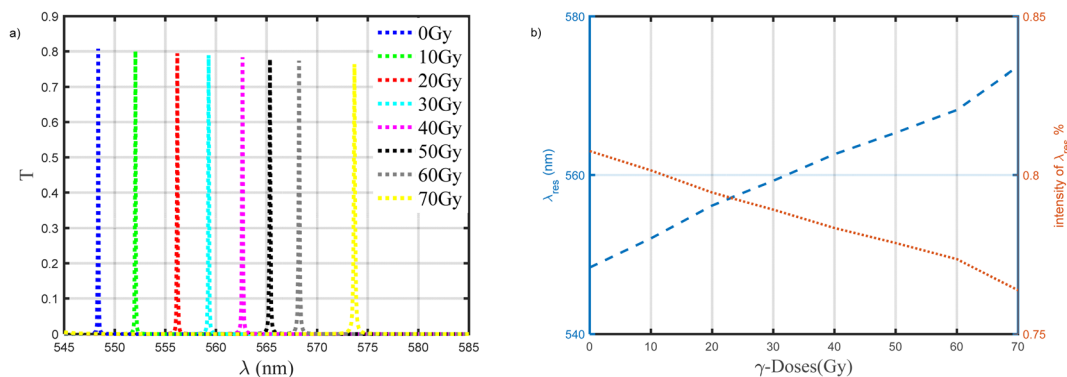 a)
0.9
0.8
0.7
0.6
0.5
0.4
0.3
0.2
0.1
0
T
545
550
555
560
565
570
575
580
585
λ (nm)
0Gy
10Gy
20Gy
30Gy
40Gy
50Gy
60Gy
70Gy
b)
580
560
540
λres (nm)
0
10
20
30
40
50
60
70
γ-Doses(Gy)
0.85
0.8
0.75
intensity of λres %